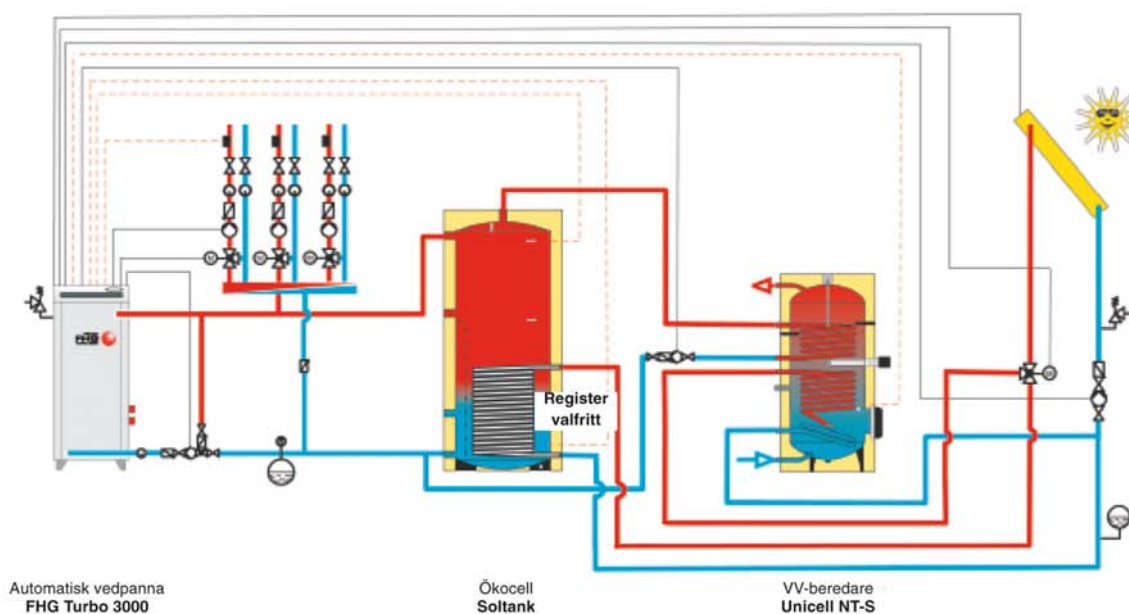 Register
valfritt
Automatisk vedpanna
FHG Turbo 3000
Ökocell
Soltank
VV-beredare
Unicell NT-S